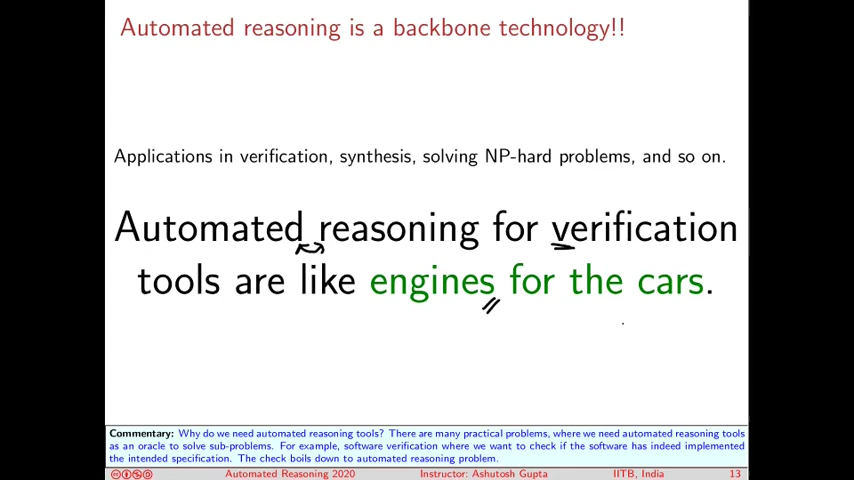 Automated reasoning is a backbone technology!!
Applications in verification, synthesis, solving NP-hard problems, and so on.
Automated reasoning for verification
tools are like engines for the cars.
Commentary: Why do we need automated reasoning tools? There are many practical problems, where we need automated reasoning tools
as an oracle to solve sub-problems. For example, software verification where we want to check if the software has indeed implemented
the intended specification. The check boils down to automated reasoning problem.
Automated Reasoning 2020 Instructor: Ashutosh Gupta IITB, India 13